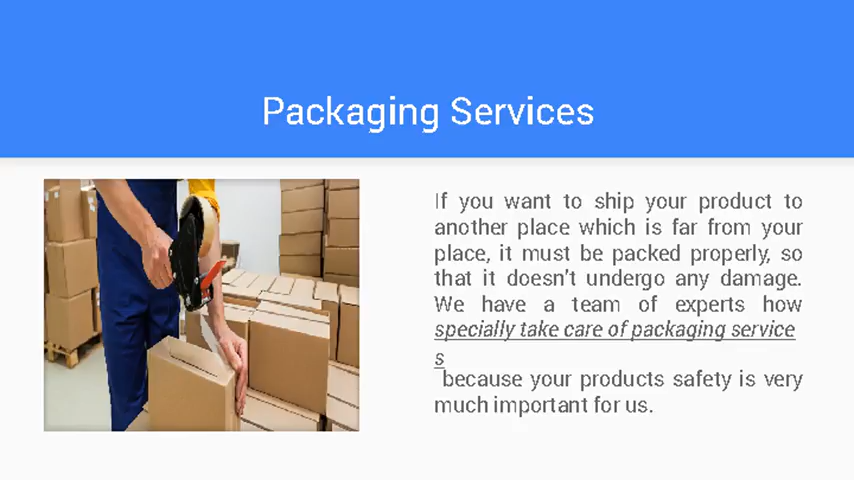 Packaging Services
If you want to ship your product to
another place which is far from your
place, it must be packed properly, so
that it doesn't undergo any damage.
We have a team of experts how
specially take care of packaging service
s
because your products safety is very
much important for us.